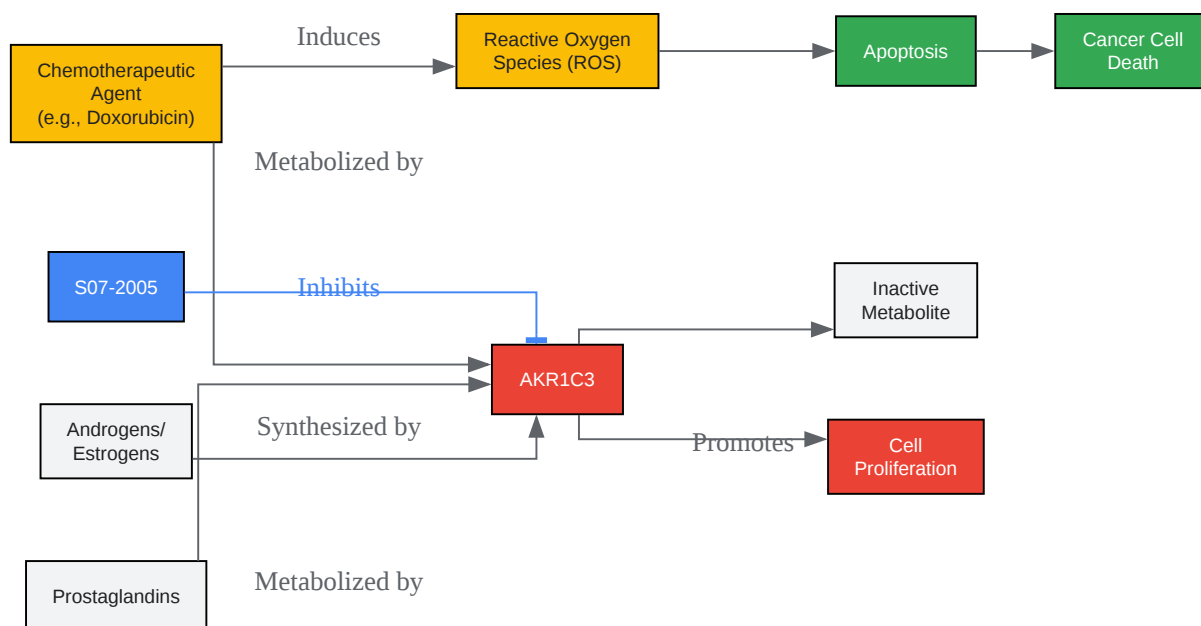 Induces
Reactive Oxygen
Species (ROS)
Apoptosis
Cancer Cell
Death
Chemotherapeutic
Agent
(e.g., Doxorubicin)
Metabolized by
S07-2005
Inhibits
Inactive
Metabolite
AKR1C3
Androgens/
Estrogens
Synthesized by
Promotes
Cell
Proliferation
Prostaglandins
Metabolized by